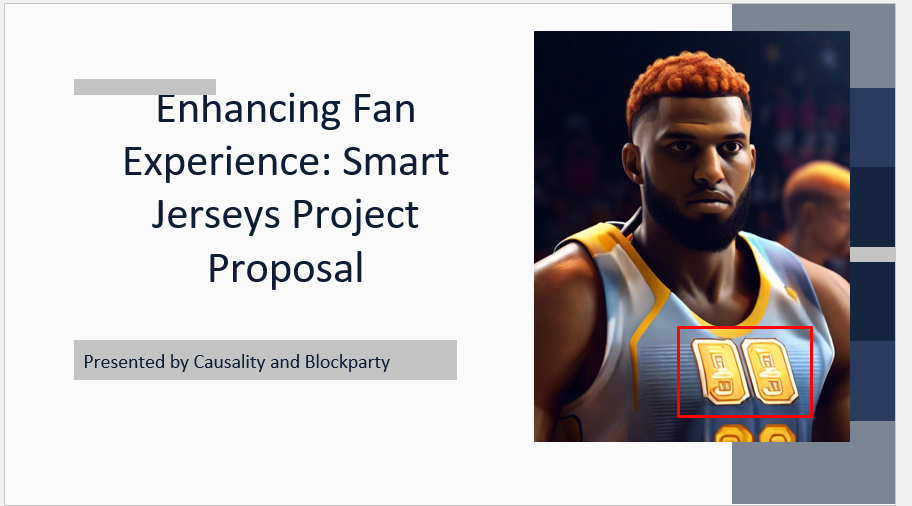 Enhancing Fan
Experience: Smart
Jerseys Project
Proposal
Presented by Causality and Blockparty